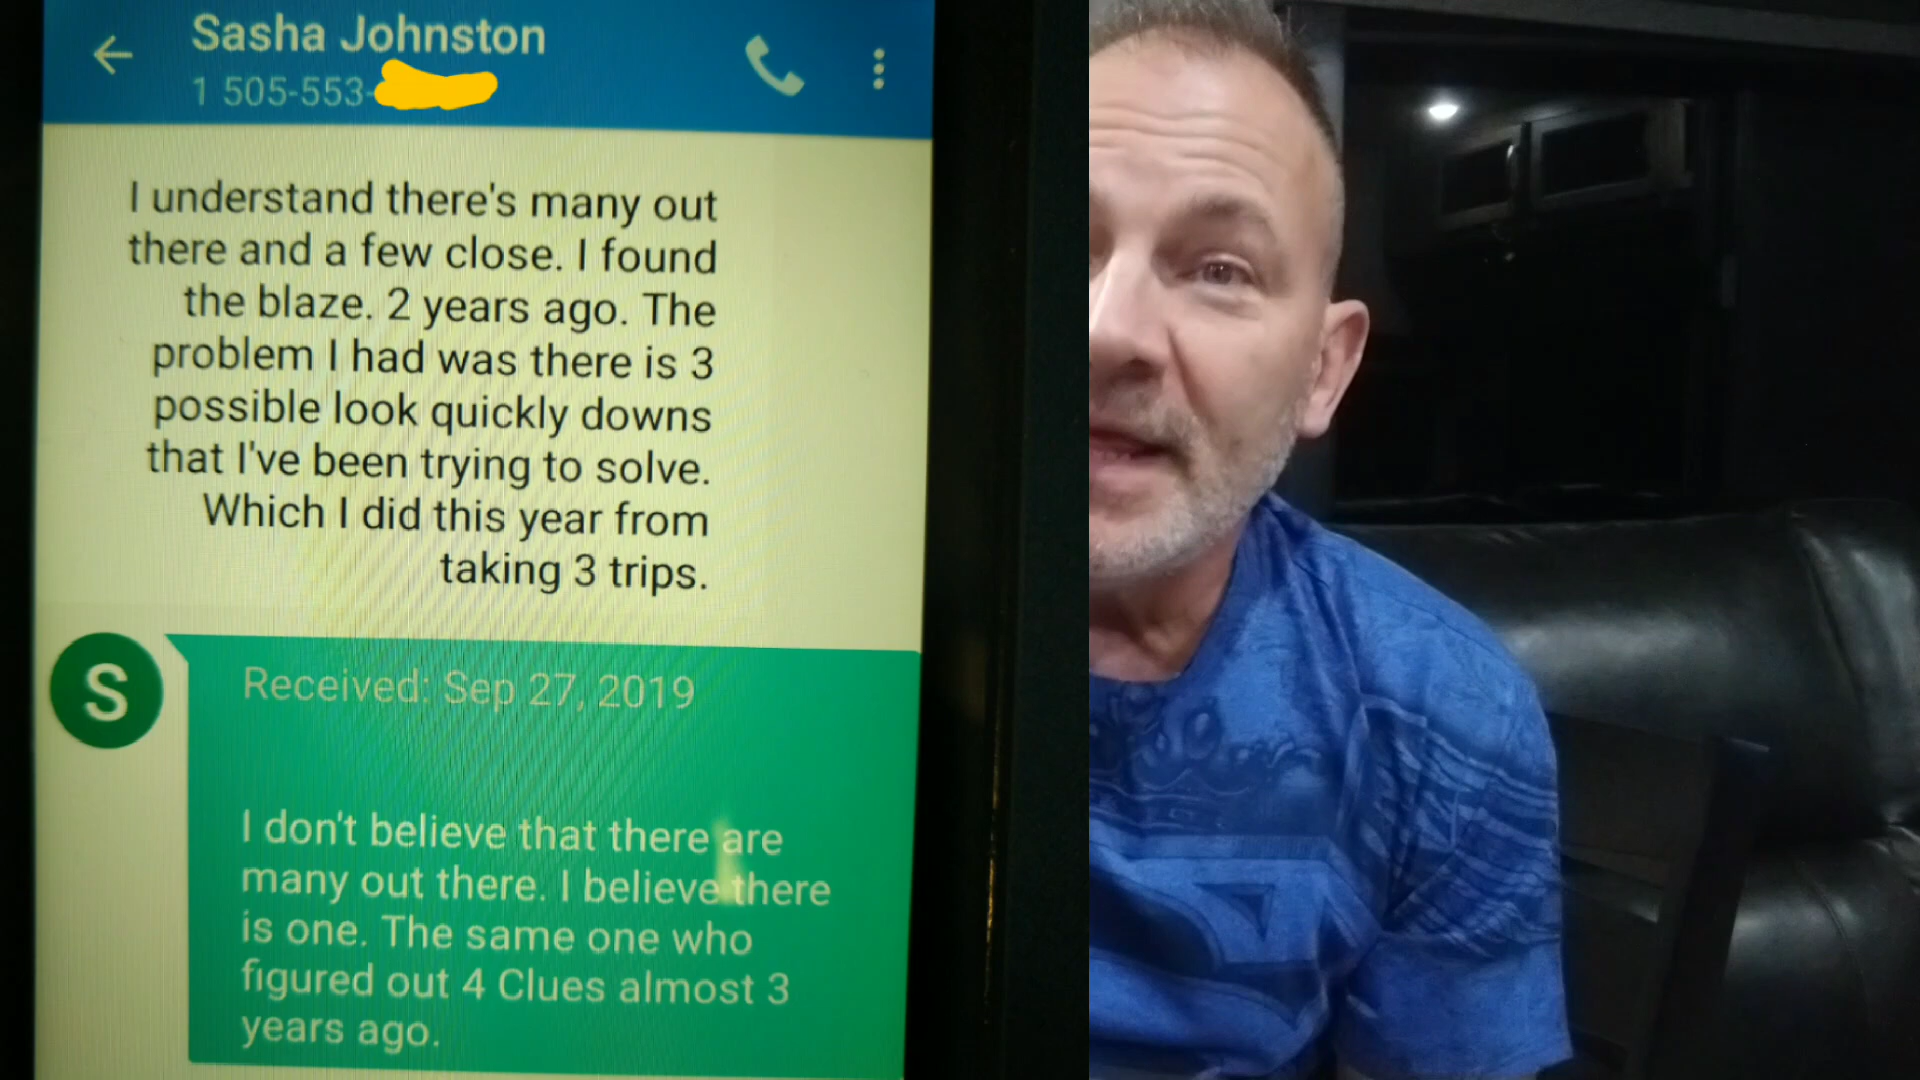 Sasha Johnston
1 505-553-
I understand there's many out
there and a few close. I found
the blaze. 2 years ago. The
problem I had was there is 3
possible look quickly downs
that I've been trying to solve.
Which I did this year from
taking 3 trips.
S
Received: Sep 27, 2019
I don't believe that there are
many out there. I believe there
is one. The same one who
figured out 4 Clues almost 3
years ago.